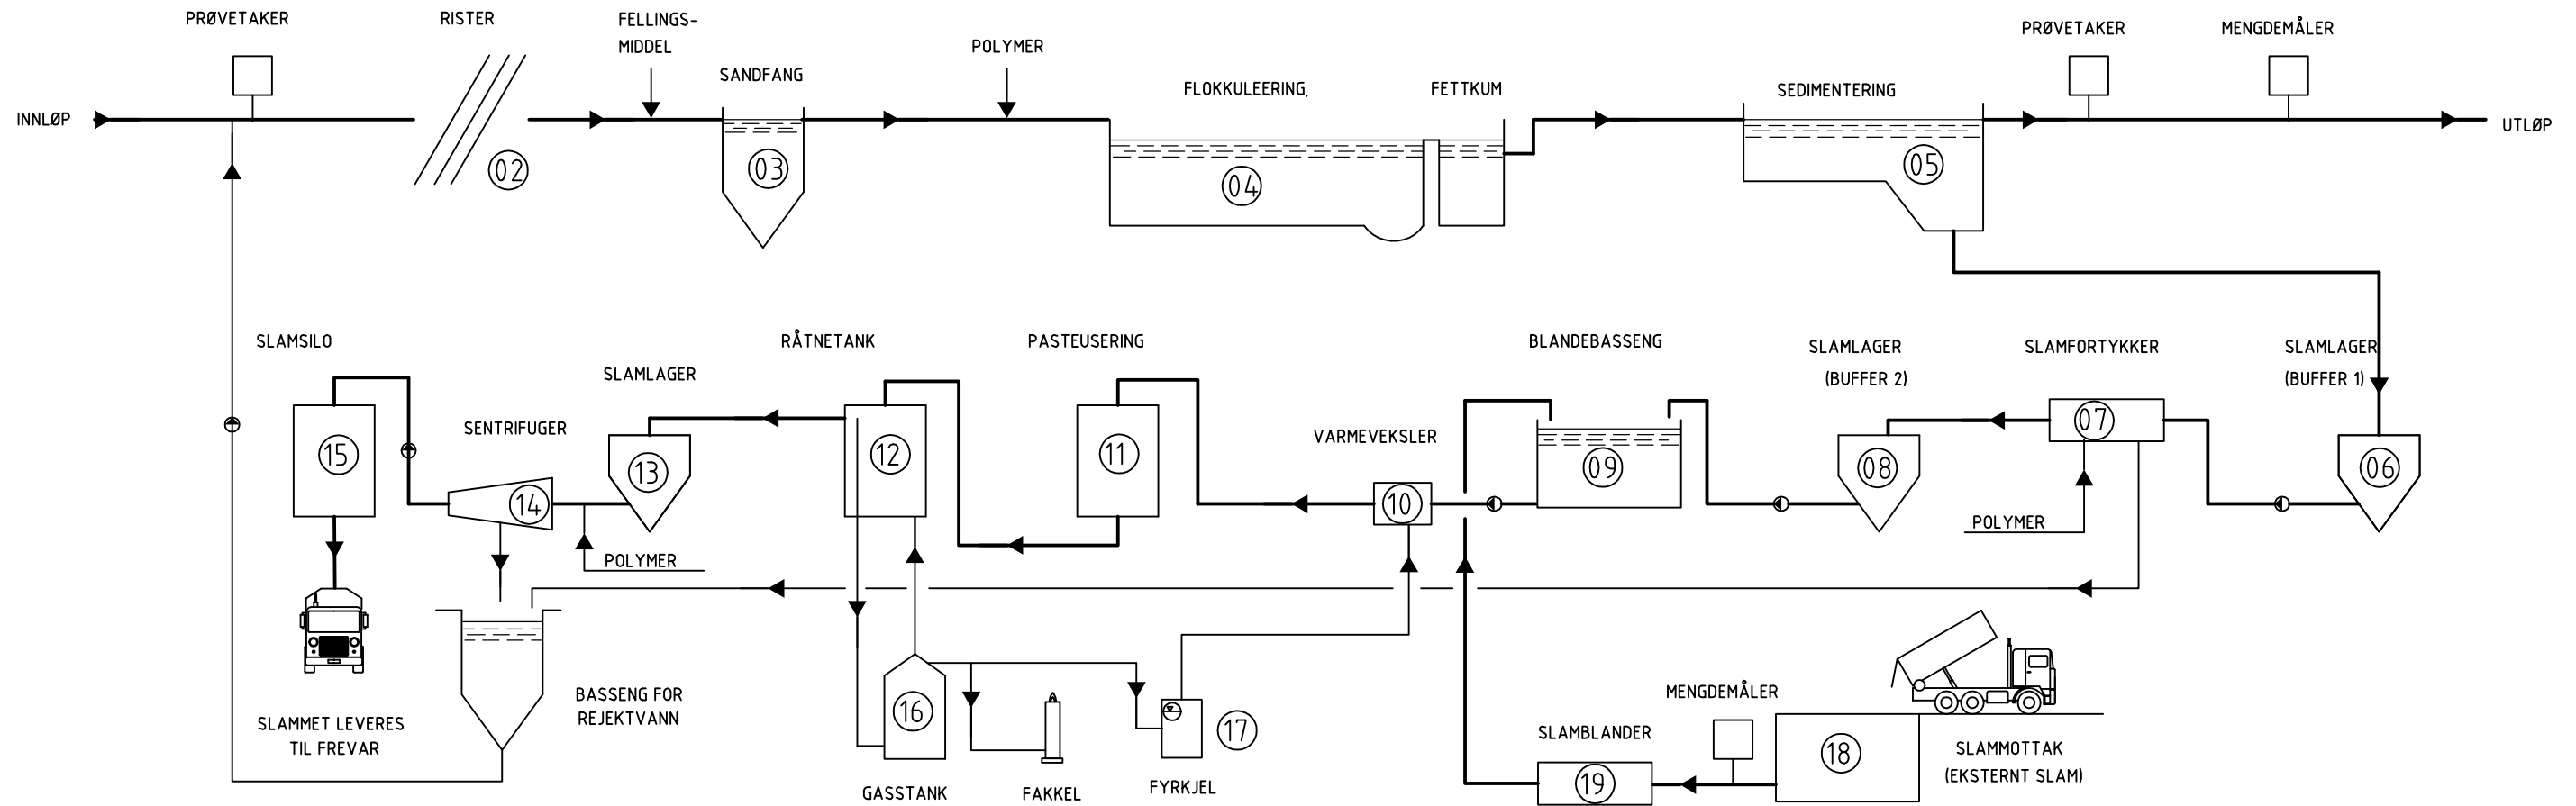 PRØVETAKER
RISTER
FELLINGS-
MIDDEL
SANDFANG
POLYMER
FLOKKULEERING.
FETTKUM
SEDIMENTERING
PRØVETAKER
MENGDEMÅLER
INNLØP
UTLØP
02
03
04
05
SLAMSILO
SENTRIFUGER
SLAMLAGER
RÅTNETANK
PASTEUSERING
VARMEVEKSLER
BLANDEBASSENG
SLAMLAGER
(BUFFER 2)
SLAMFORTYKKER
SLAMLAGER
(BUFFER 1)
15
14
13
12
11
10
09
08
07
06
POLYMER
POLYMER
SLAMMET LEVERES
TIL FREVAR
BASSENG FOR
REJEKTVANN
16
GASSTANK
FAKKEL
17
FYRKJEL
SLAMBLANDER
19
MENGDEMÅLER
18
SLAMMOTTAK
(EKSTERNT SLAM)